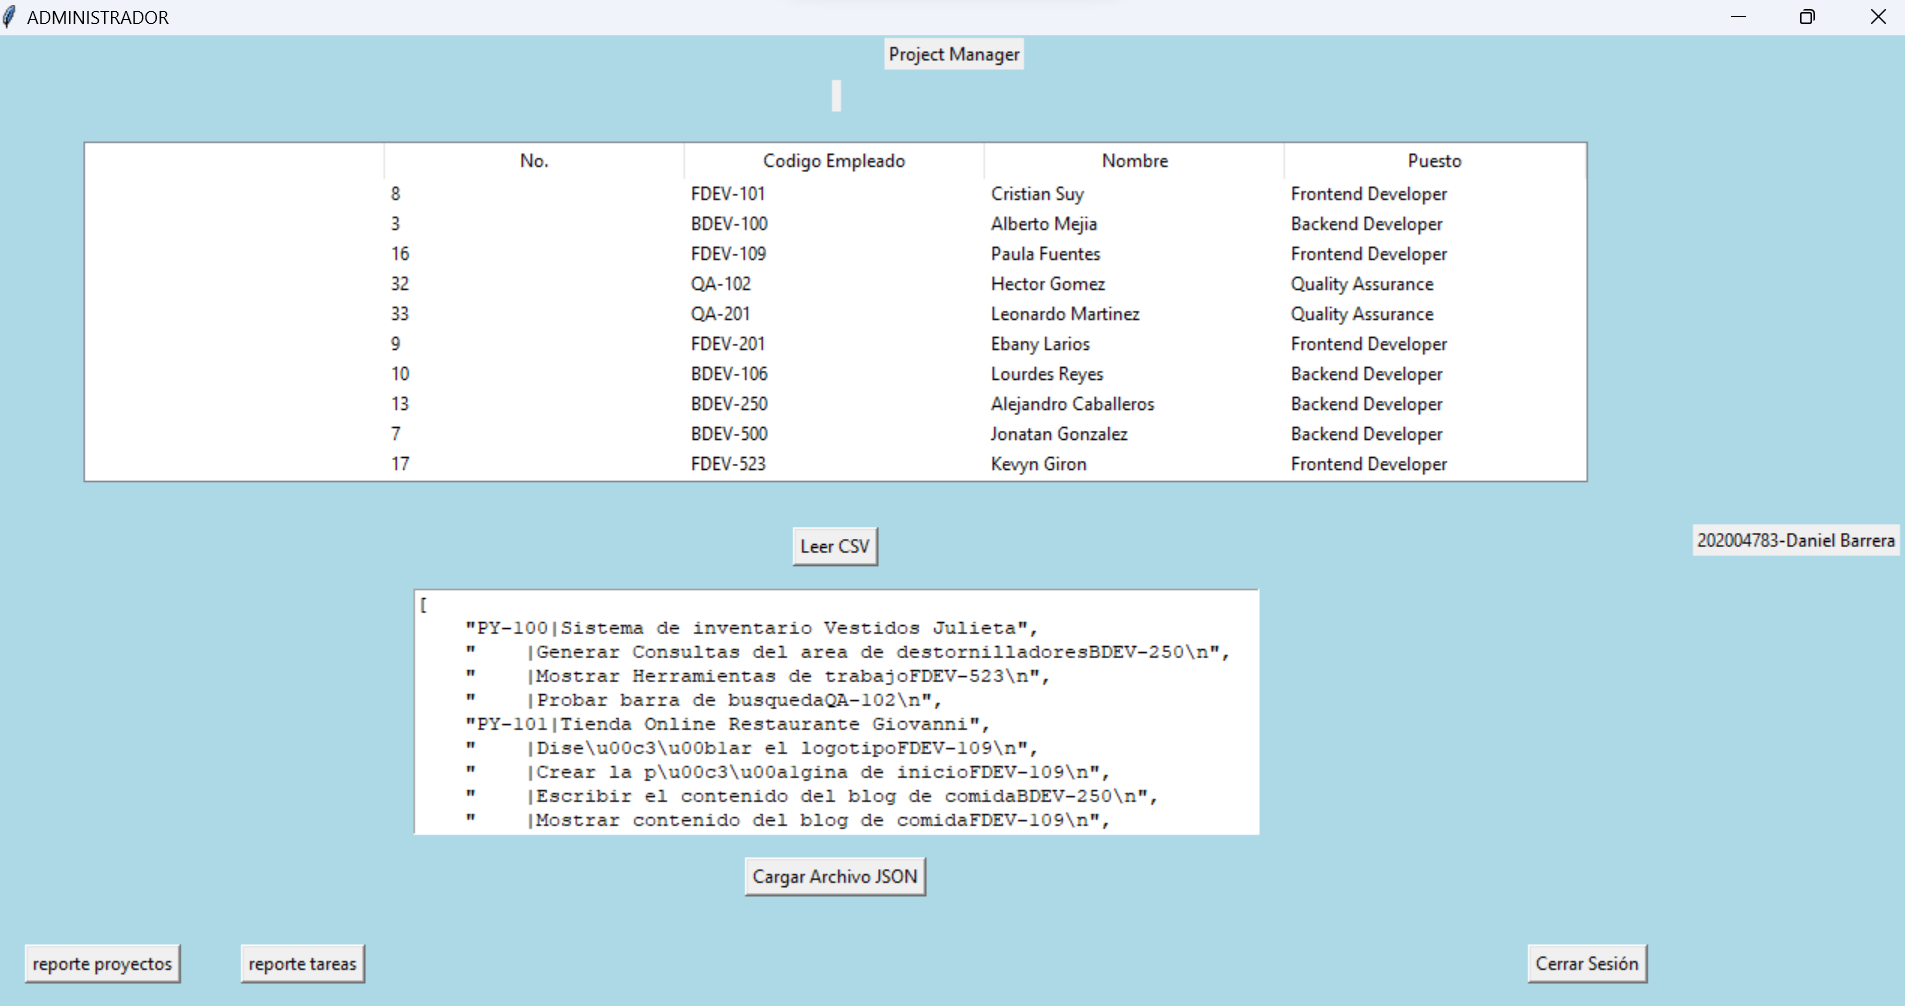 ADMINISTRADOR
Project Manager
No. Codigo Empleado Nombre Puesto
8 FDEV-101 Cristian Suy Frontend Developer
3 BDEV-100 Alberto Mejia Backend Developer
16 FDEV-109 Paula Fuentes Frontend Developer
32 QA-102 Hector Gomez Quality Assurance
33 QA-201 Leonardo Martinez Quality Assurance
9 FDEV-201 Ebany Larios Frontend Developer
10 BDEV-106 Lourdes Reyes Backend Developer
13 BDEV-250 Alejandro Caballeros Backend Developer
7 BDEV-500 Jonatan Gonzalez Backend Developer
17 FDEV-523 Kevyn Giron Frontend Developer
Leer CSV
202004783-Daniel Barrera
[
"PY-100|Sistema de inventario Vestidos Julieta",
"    |Generar Consultas del area de destornilladoresBDEV-250\n",
"    |Mostrar Herramientas de trabajoFDEV-523\n",
"    |Probar barra de busquedaQA-102\n",
"PY-101|Tienda Online Restaurante Giovanni",
"    |Dise\u00c3\u00b1ar el logotipoFDEV-109\n",
"    |Crear la p\u00c3\u00a1gina de inicioFDEV-109\n",
"    |Escribir el contenido del blog de comidaBDEV-250\n",
"    |Mostrar contenido del blog de comidaFDEV-109\n",
Cargar Archivo JSON
reporte proyectos
reporte tareas
Cerrar Sesión